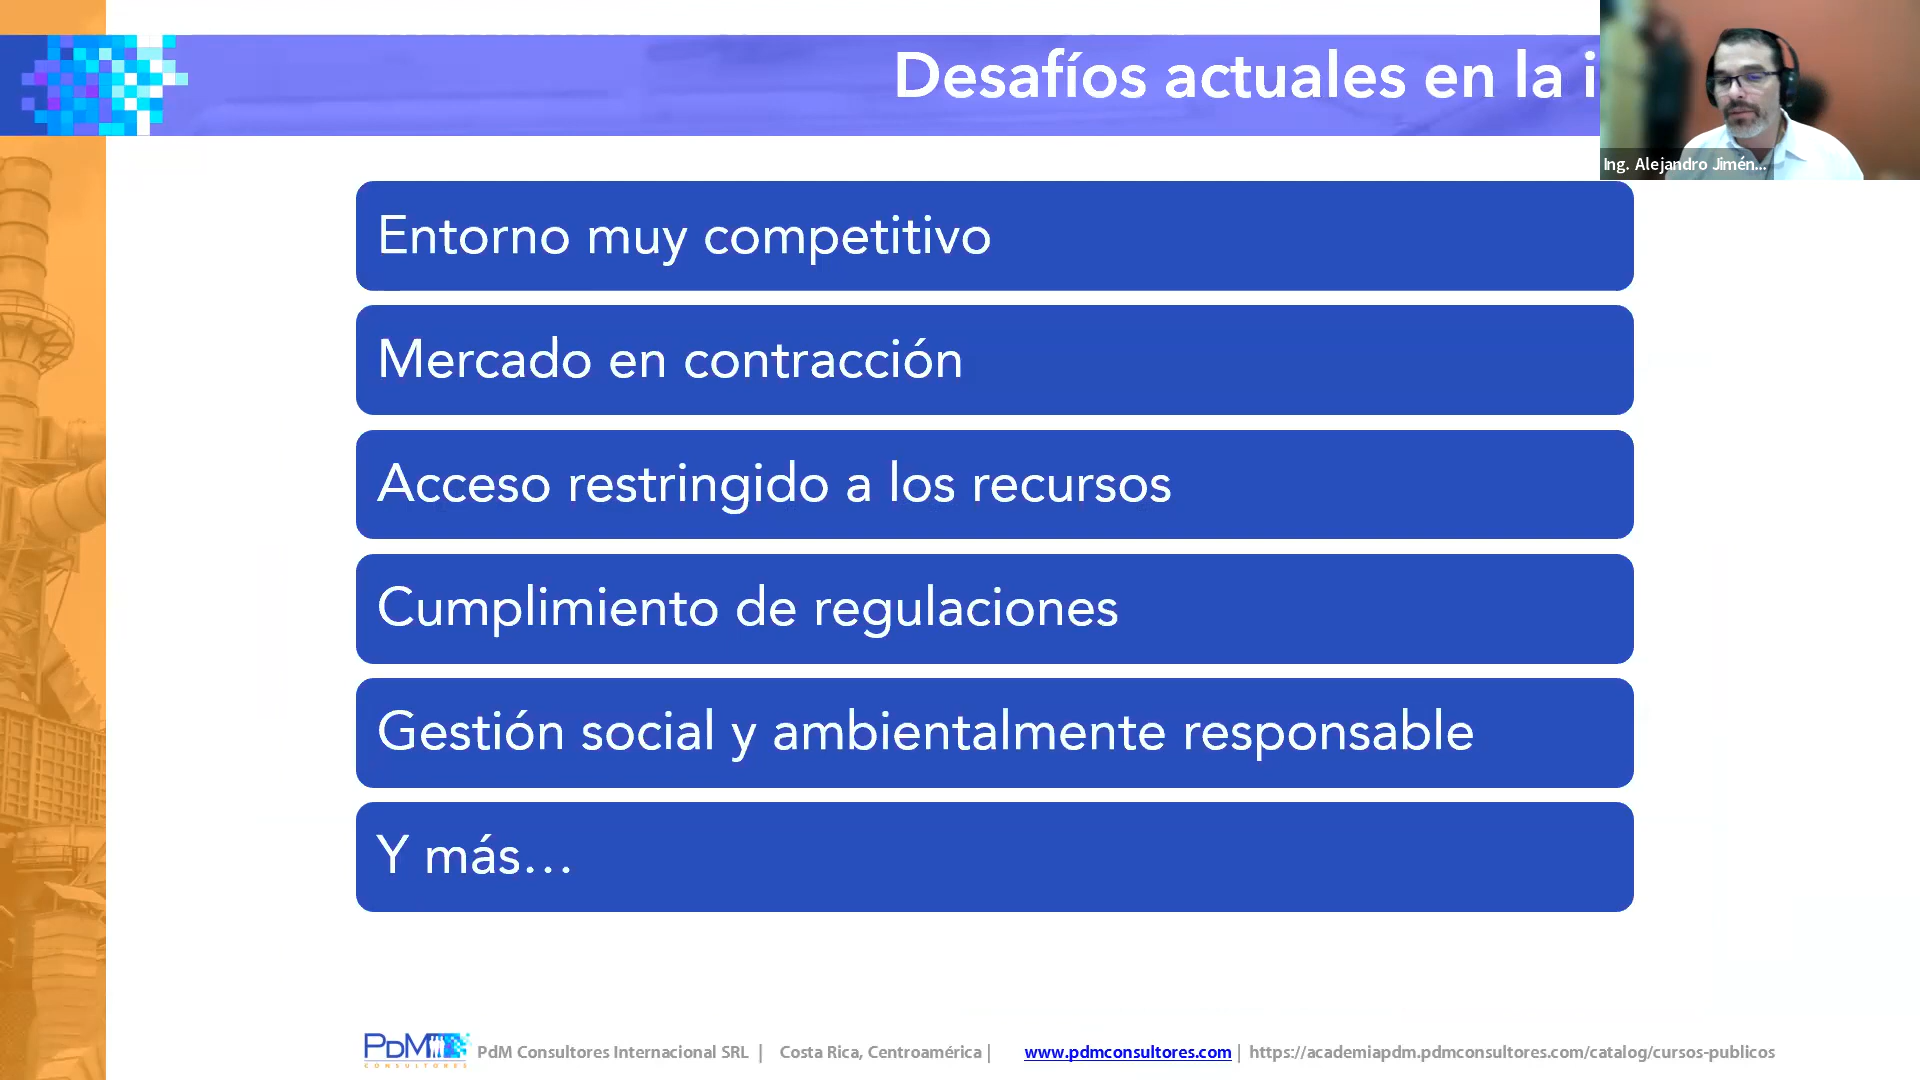 Desafíos actuales en la i
Ing. Alejandro Jimén...
Entorno muy competitivo
Mercado en contracción
Acceso restringido a los recursos
Cumplimiento de regulaciones
Gestión social y ambientalmente responsable
Y más...
PdM CONSULTORES PdM Consultores Internacional SRL | Costa Rica, Centroamérica | www.pdmconsultores.com | https://academiapdm.pdmconsultores.com/catalog/cursos-publicos